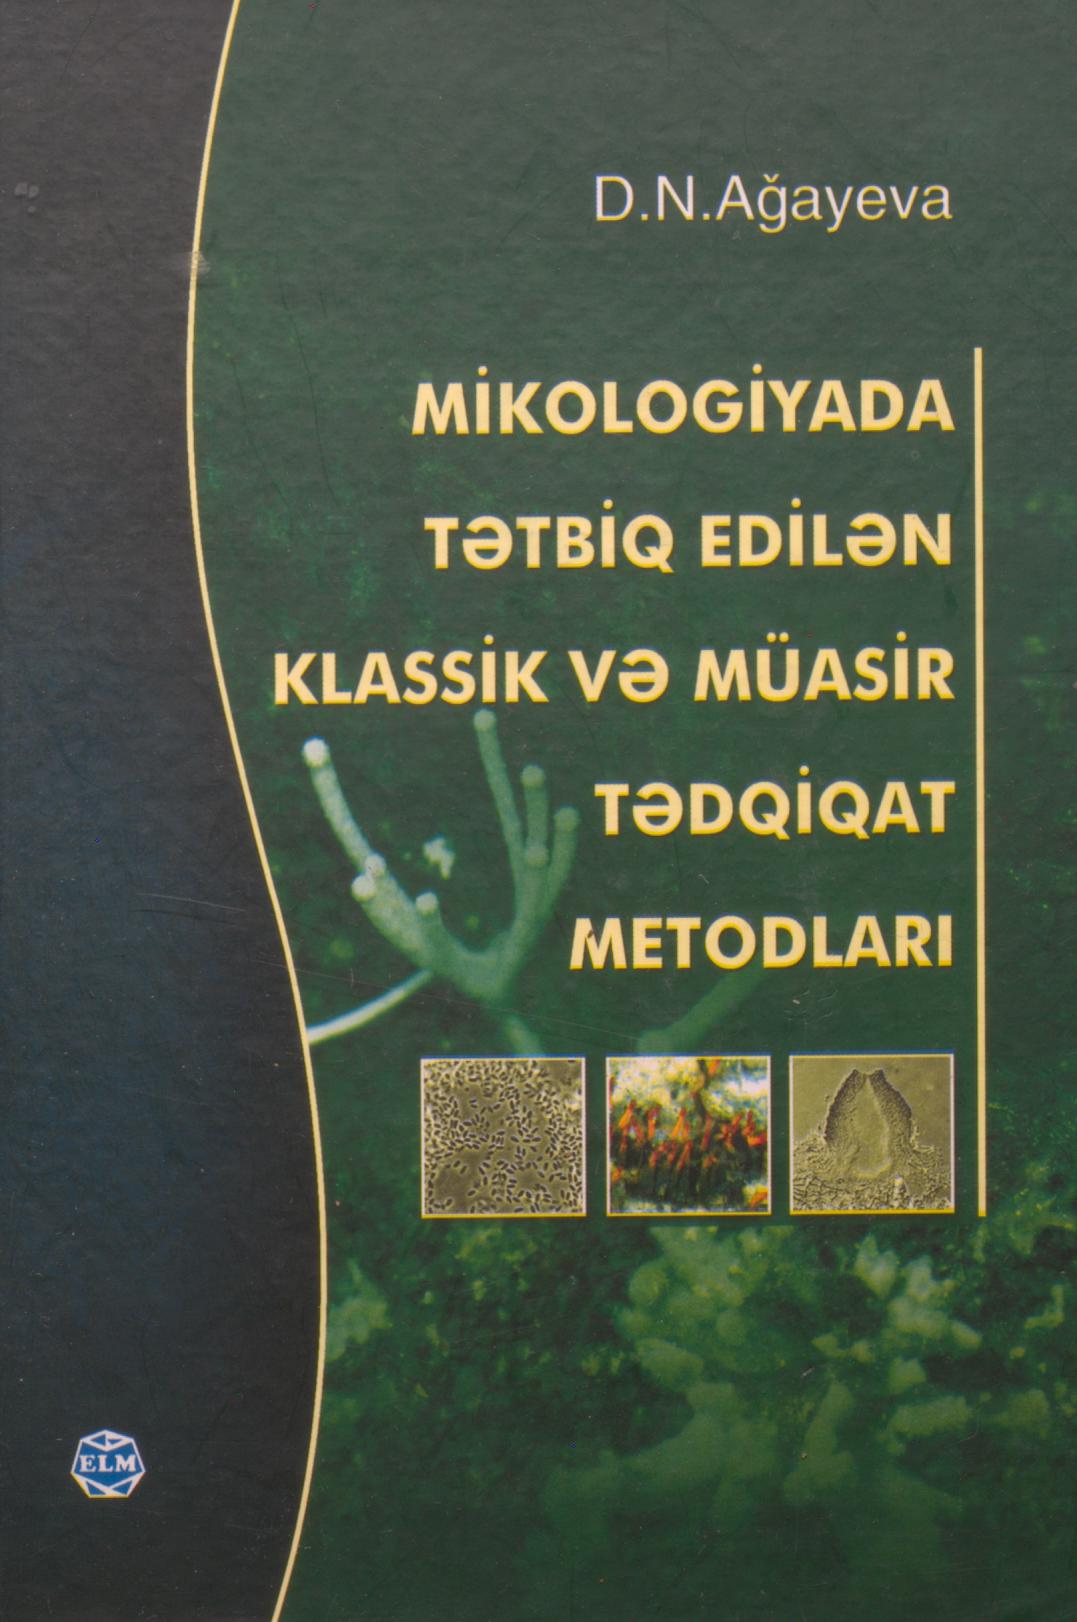 D.N.Ağayeva
MİKOLOGİYADA
TƏTBİQ EDİLƏN
KLASSİK VƏ MÜASİR
TƏDQİQAT
METODLARI
ELM